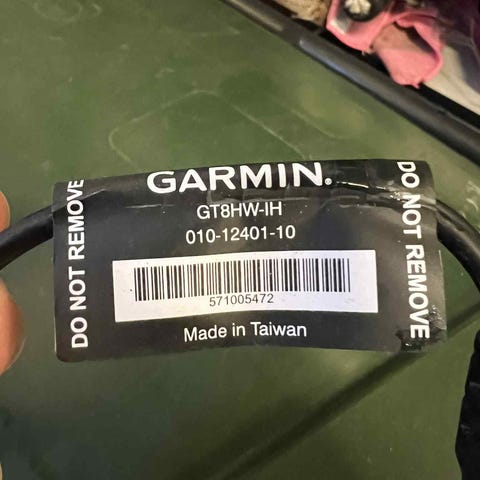 GARMIN.
GT8HW-IH
010-12401-10
571005472
Made in Taiwan
DO NOT REMOVE
DO NOT REMOVE